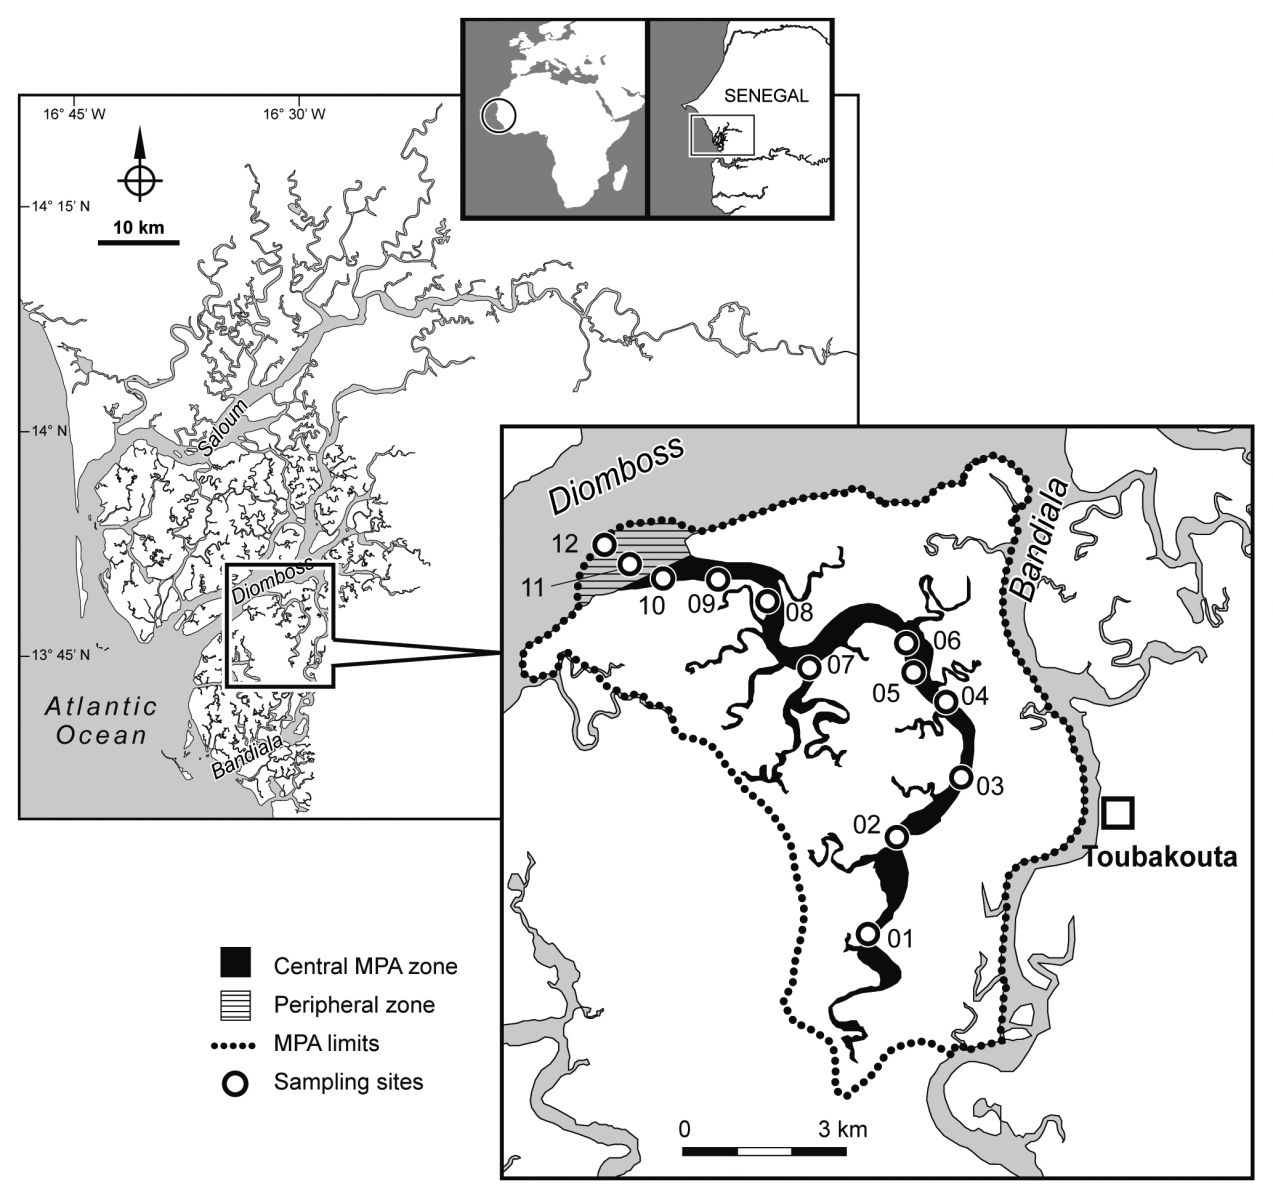 SENEGAL
16° 45' W
16° 30' W
14° 15' N
10 km
14° N
Saloum
Diomboss
13° 45' N
Atlantic
Ocean
Bandiala
Diomboss
Bandiala
12
11
10
09
08
07
06
05
04
03
02
01
Toubakouta
Central MPA zone
Peripheral zone
MPA limits
Sampling sites
0
3 km